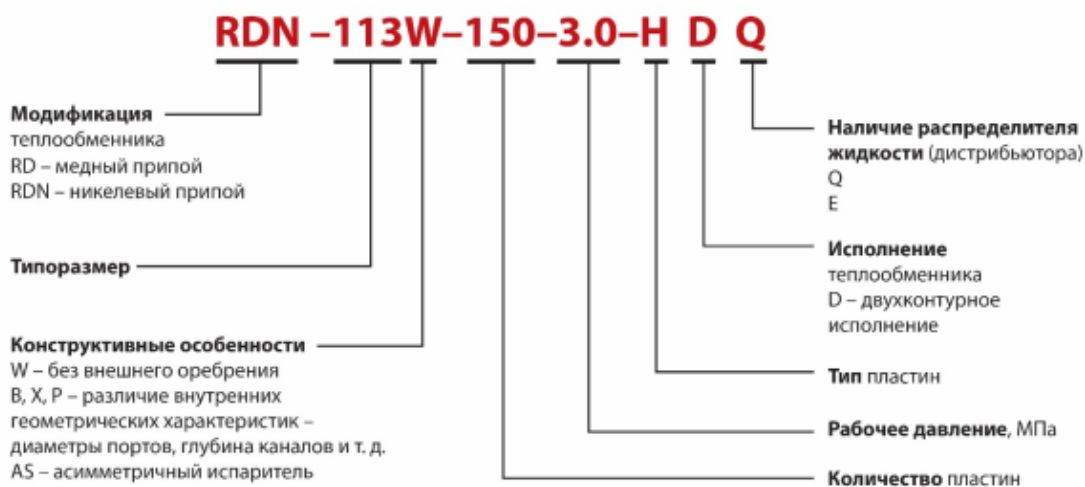 RDN –113W–150–3.0–H D Q
Модификация
теплообменника
RD – медный припой
RDN – никелевый припой
Типоразмер
Конструктивные особенности
W – без внешнего оребрения
B, X, P – различие внутренних
геометрических характеристик –
диаметры портов, глубина каналов и т. д.
AS – асимметричный испаритель
Наличие распределителя
жидкости (дистрибьютора)
Q
E
Исполнение
теплообменника
D – двухконтурное
исполнение
Тип пластин
Рабочее давление, МПа
Количество пластин